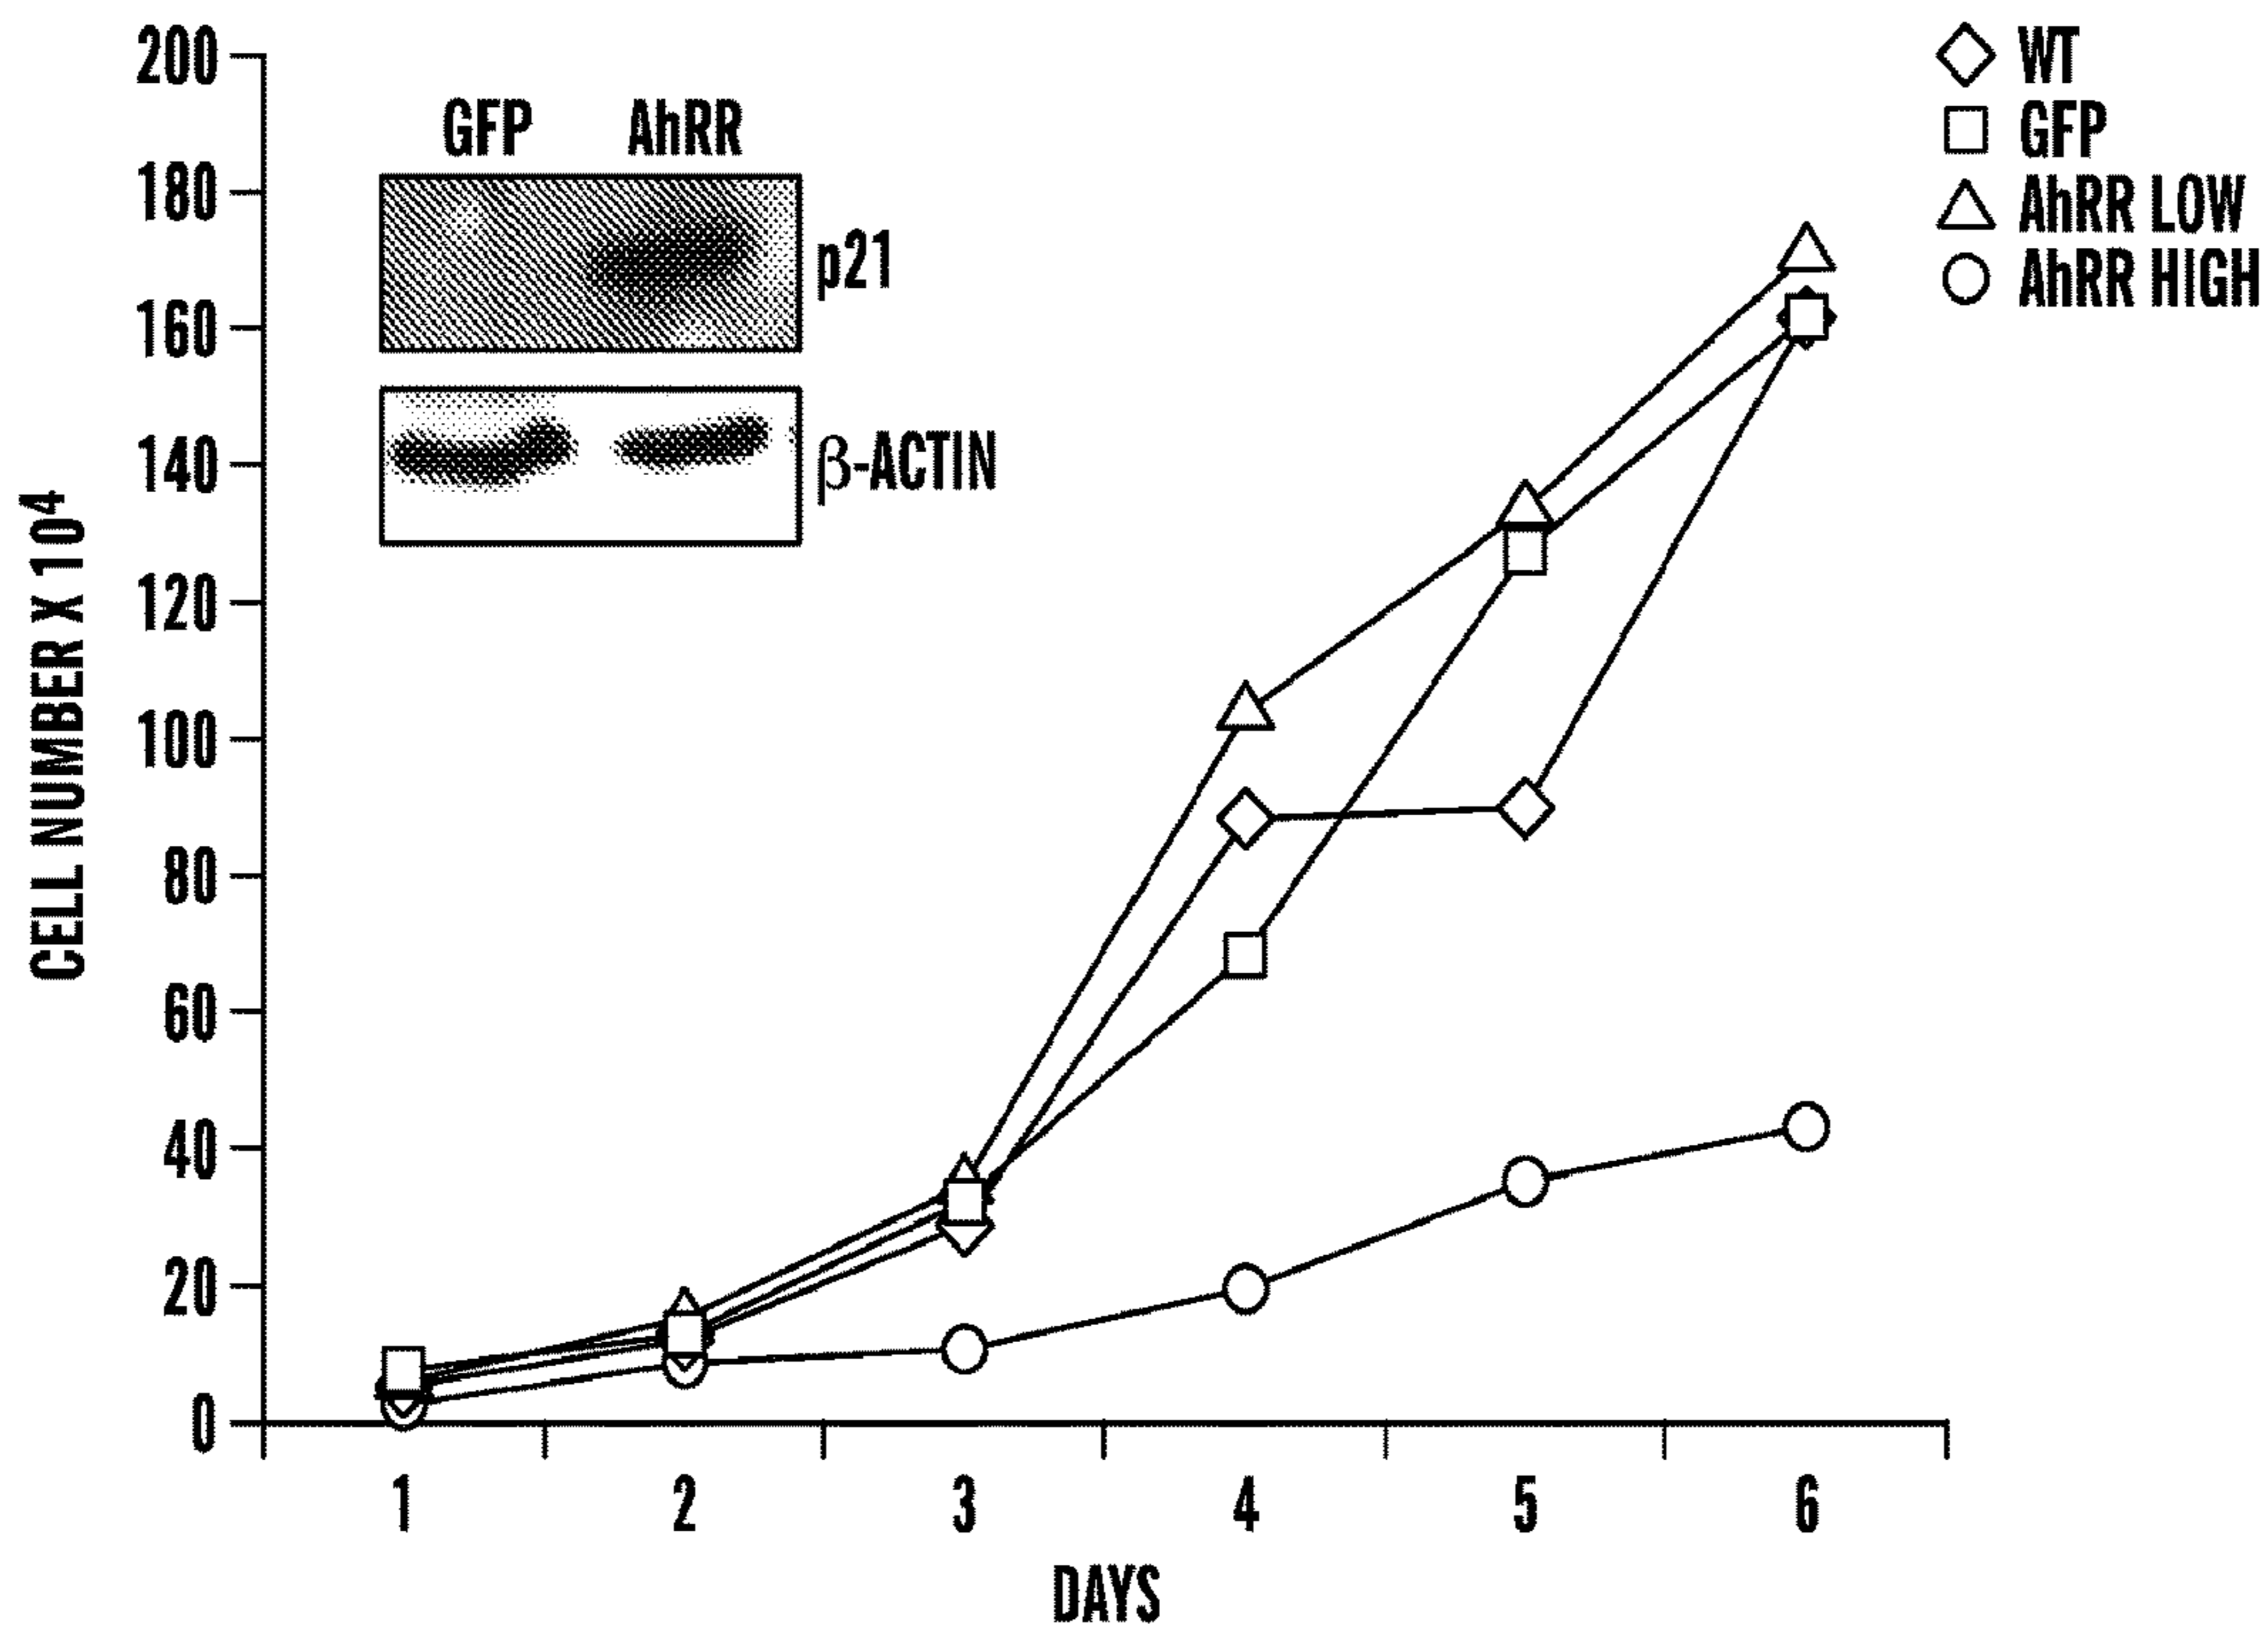 200
180
160
140
120
100
80
60
40
20
0
CELL NUMBER X 10⁴
GFP AhRR
p21
β-ACTIN
WT
GFP
AhRR LOW
AhRR HIGH
1 2 3 4 5 6
DAYS